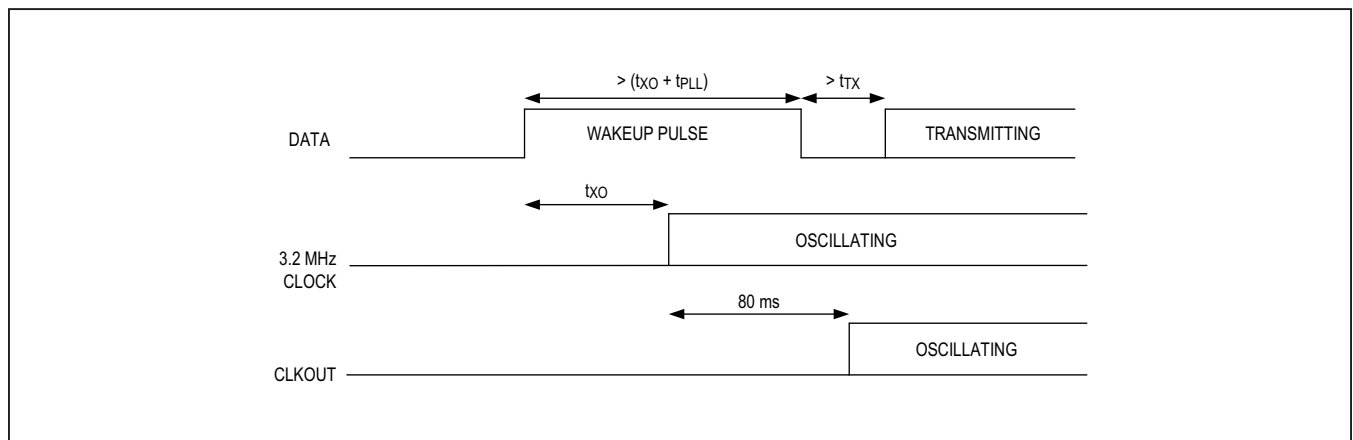 > (tXO + tPLL)
> tTX
DATA
WAKEUP PULSE
TRANSMITTING
tXO
3.2 MHz
CLOCK
OSCILLATING
80 ms
CLKOUT
OSCILLATING